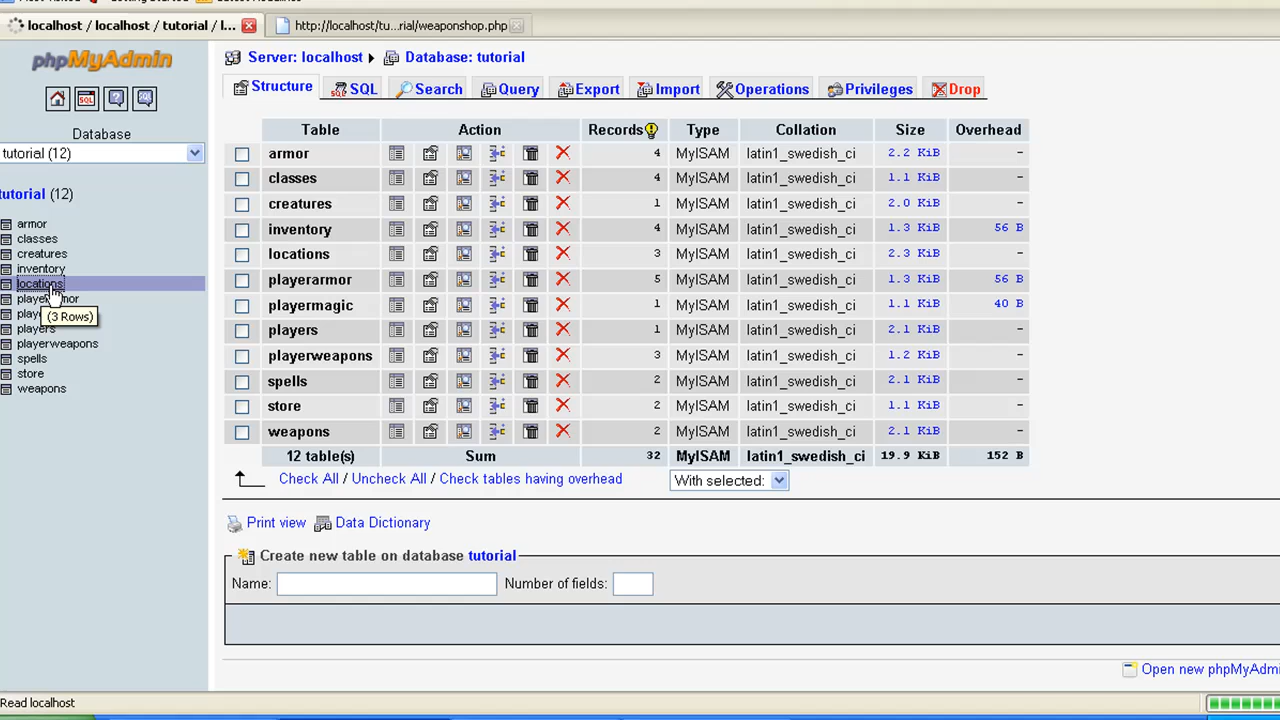 localhost / localhost / tutorial / l...
http://localhost/tu...rial/weaponshop.php
phpMyAdmin
SQL
Database
tutorial (12)
tutorial (12)
armor
classes
creatures
inventory
locations
(3 Rows)
players
playerweapons
spells
store
weapons
Server: localhost
Database: tutorial
Structure SQL Search Query Export Import Operations Privileges Drop
Table Action Records Type Collation Size Overhead
armor 4 MyISAM latin1_swedish_ci 2.2 KiB -
classes 4 MyISAM latin1_swedish_ci 1.1 KiB -
creatures 1 MyISAM latin1_swedish_ci 2.0 KiB -
inventory 4 MyISAM latin1_swedish_ci 1.3 KiB 56 B
locations 3 MyISAM latin1_swedish_ci 2.3 KiB -
playerarmor 5 MyISAM latin1_swedish_ci 1.3 KiB 56 B
playermagic 1 MyISAM latin1_swedish_ci 1.1 KiB 40 B
players 1 MyISAM latin1_swedish_ci 2.1 KiB -
playerweapons 3 MyISAM latin1_swedish_ci 1.2 KiB -
spells 2 MyISAM latin1_swedish_ci 2.1 KiB -
store 2 MyISAM latin1_swedish_ci 1.1 KiB -
weapons 2 MyISAM latin1_swedish_ci 2.1 KiB -
12 table(s) Sum 32 MyISAM latin1_swedish_ci 19.9 KiB 152 B
Check All / Uncheck All / Check tables having overhead
With selected:
Print view Data Dictionary
Create new table on database tutorial
Name: Number of fields:
Open new phpMyAdmi
Read localhost